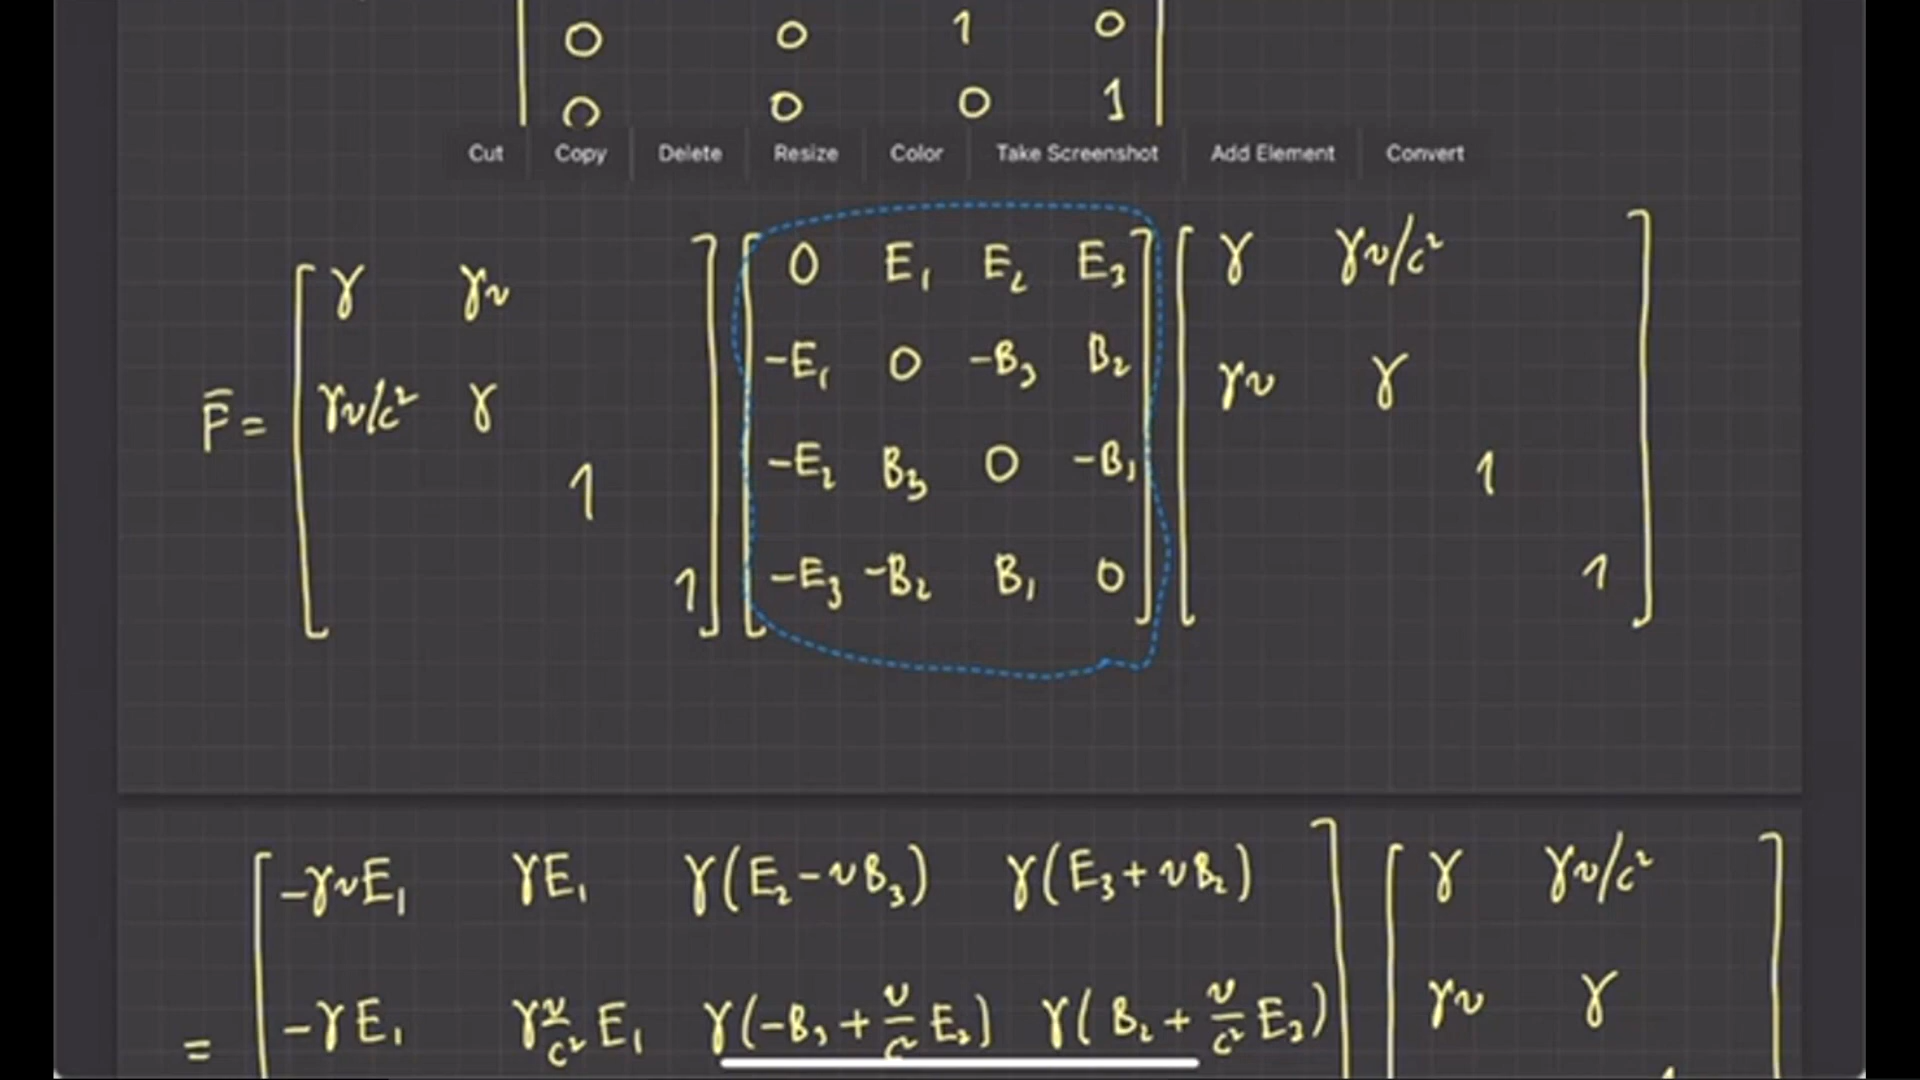 0 0 1 0
0 0 0 1
Cut Copy Delete Resize Color Take Screenshot Add Element Convert
γ γv 0 E₁ E₂ E₃ γ γv/c²
-E₁ 0 -B₃ B₂ γv γ
F̄ = γv/c² γ
1 -E₂ B₃ 0 -B₁ 1
1 -E₃ -B₂ B₁ 0 1
-γvE₁ γE₁ γ(E₂-vB₃) γ(E₃+vB₂) γ γv/c²
= -γE₁ γ v/c² E₁ γ(-B₃ + v/c² E₂) γ(B₂ + v/c² E₃) γv γ